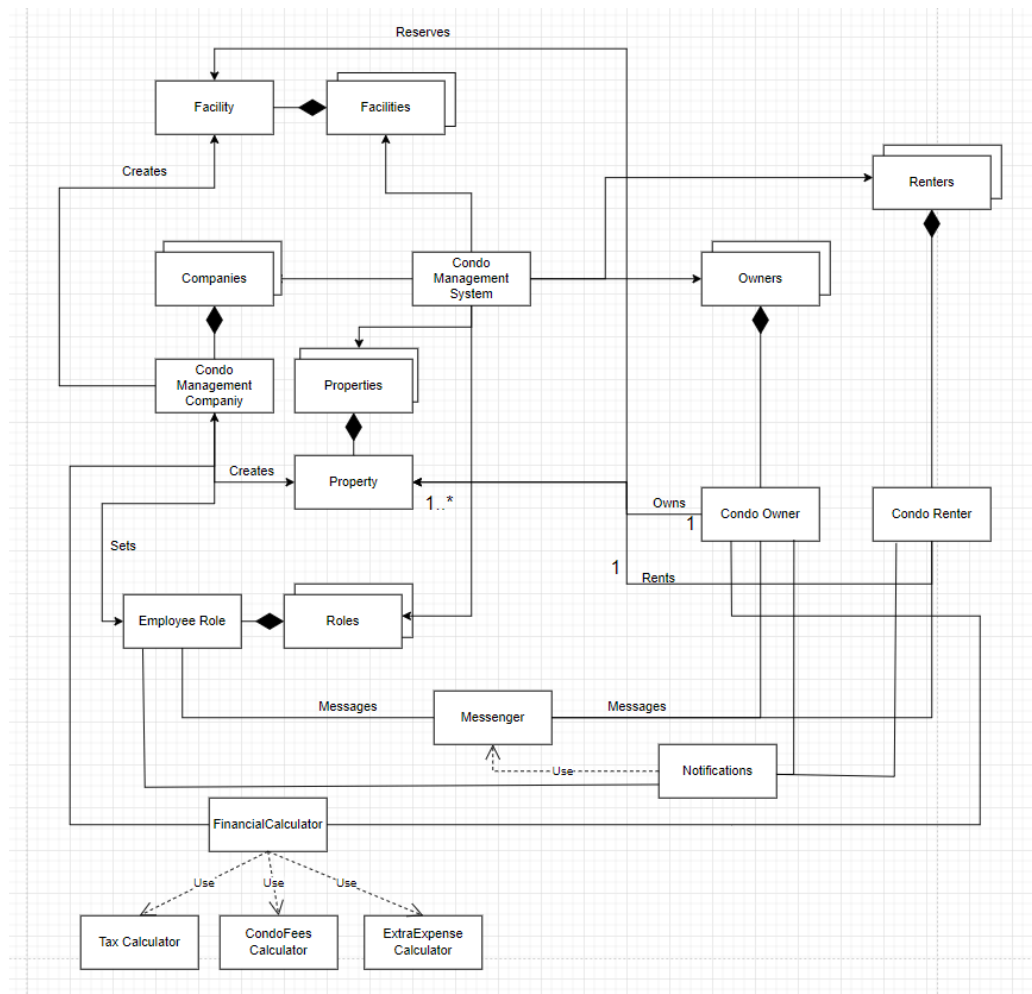 Reserves
Facility
Facilities
Creates
Renters
Companies
Condo
Management
System
Owners
Condo
Management
Companiy
Properties
Creates
Property
1..*
Owns
1
Condo Owner
Condo Renter
Sets
1
Rents
Employee Role
Roles
Messages
Messenger
Messages
Use
Notifications
FinancialCalculator
Use
Use
Use
Tax Calculator
CondoFees
Calculator
ExtraExpense
Calculator